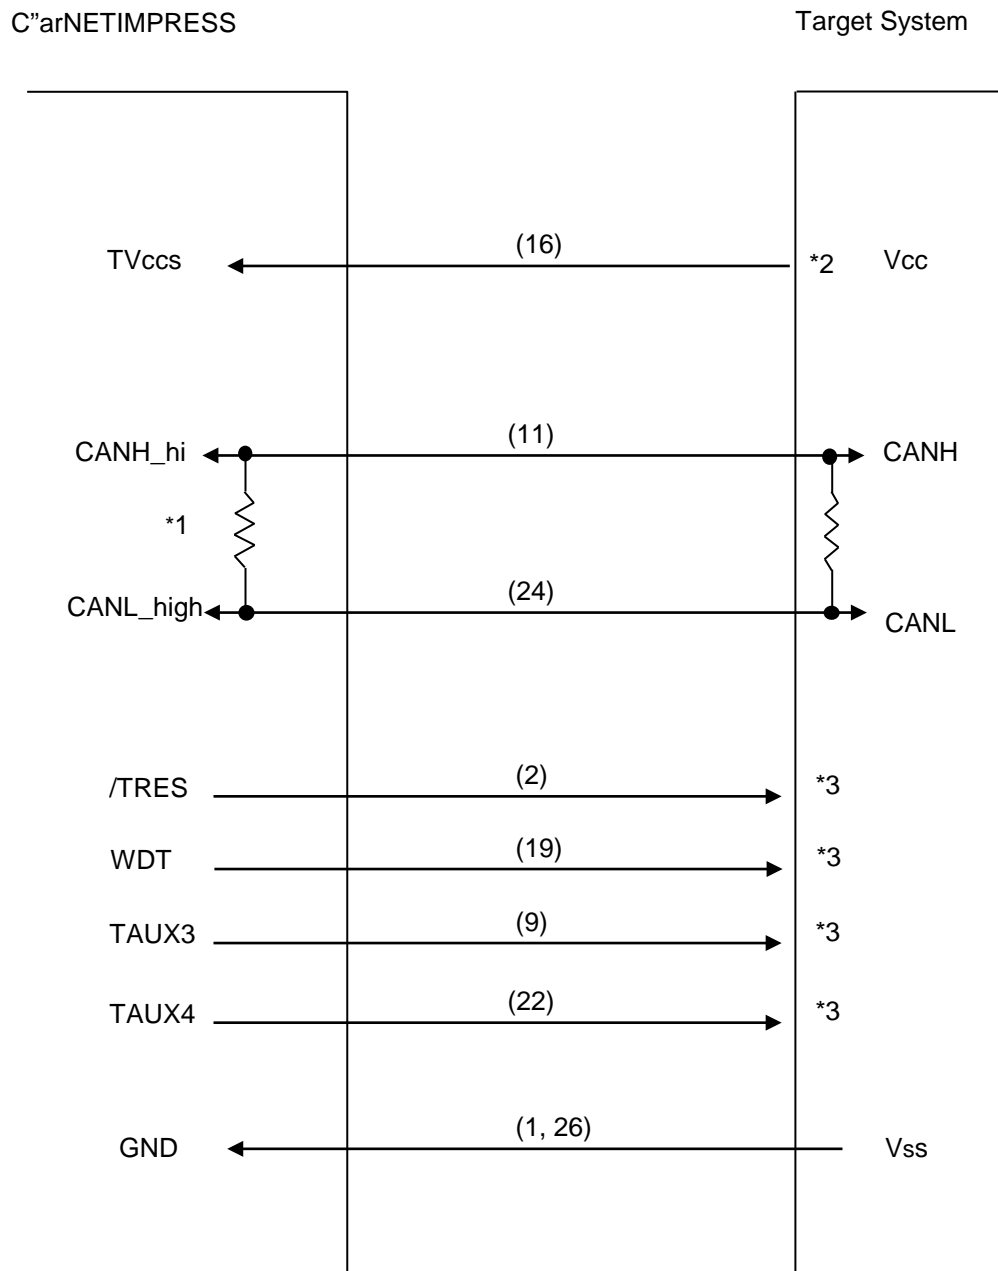 C”arNETIMPRESS Target System
(16)
TVccs *2 Vcc
(11)
CANH_hi CANH
*1
(24)
CANL_high CANL
(2)
/TRES *3
(19)
WDT *3
(9)
TAUX3 *3
(22)
TAUX4 *3
(1, 26)
GND Vss